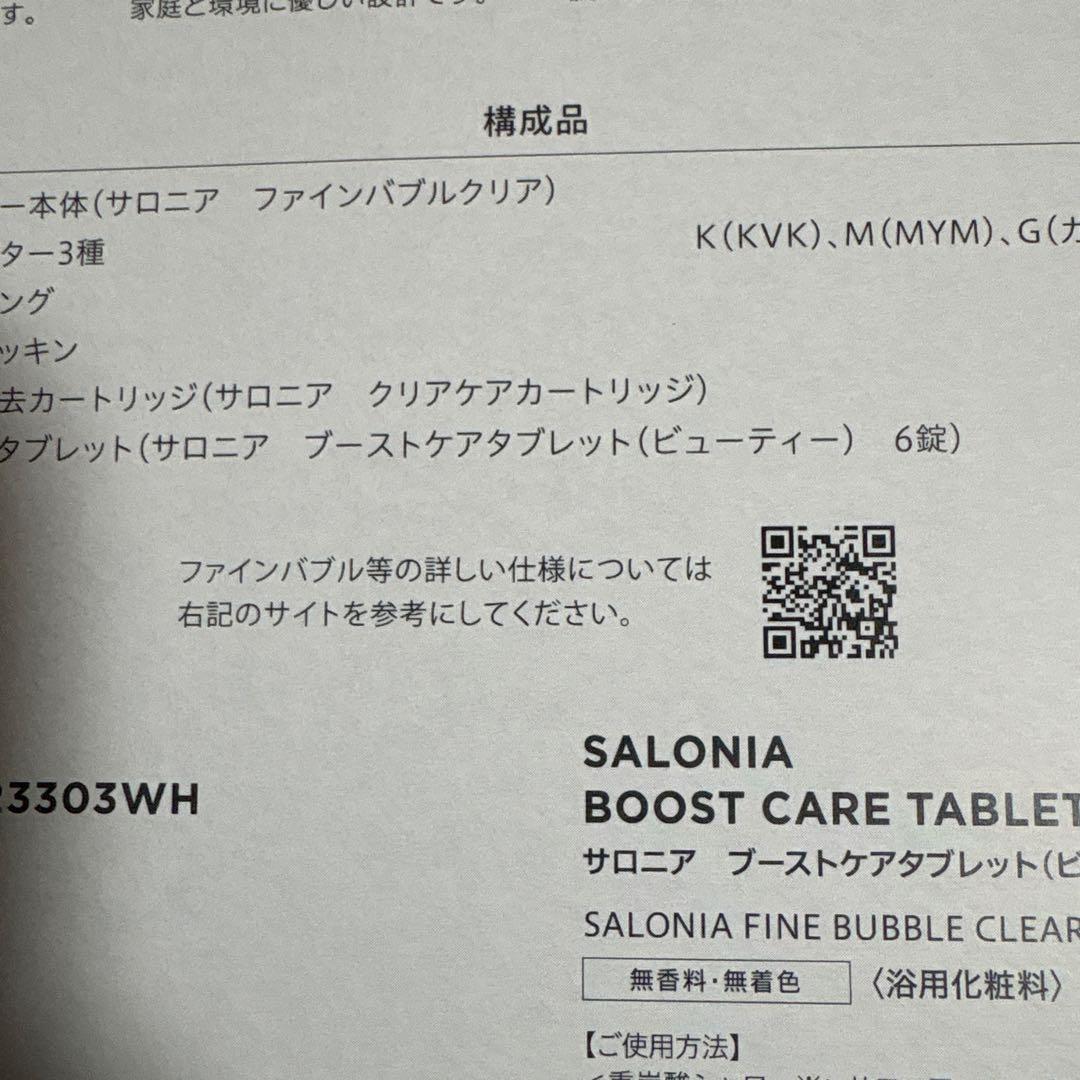 す。
家庭と環境に優しい設計です。
構成品
ー本体(サロニア ファインバブルクリア)
ター3種
ング
ッキン
去カートリッジ(サロニア クリアケアカートリッジ)
タブレット(サロニア ブーストケアタブレット(ビューティー) 6錠)
K(KVK)、M(MYM)、G(ガ
ファインバブル等の詳しい仕様については
右記のサイトを参考にしてください。
23303WH
SALONIA
BOOST CARE TABLET
サロニア ブーストケアタブレット(ビ
SALONIA FINE BUBBLE CLEAR
無香料・無着色 〈浴用化粧料〉
【ご使用方法】